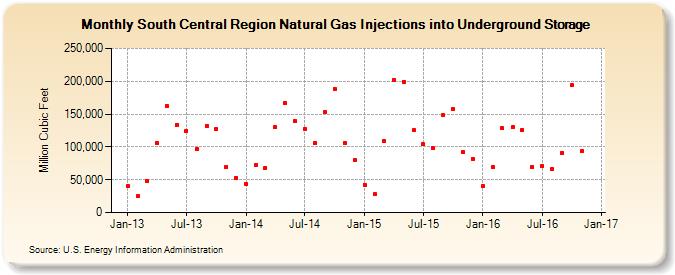 Monthly South Central Region Natural Gas Injections into Underground Storage
Million Cubic Feet
250,000
200,000
150,000
100,000
50,000
0
Jan-13 Jul-13 Jan-14 Jul-14 Jan-15 Jul-15 Jan-16 Jul-16 Jan-17
Source: U.S. Energy Information Administration